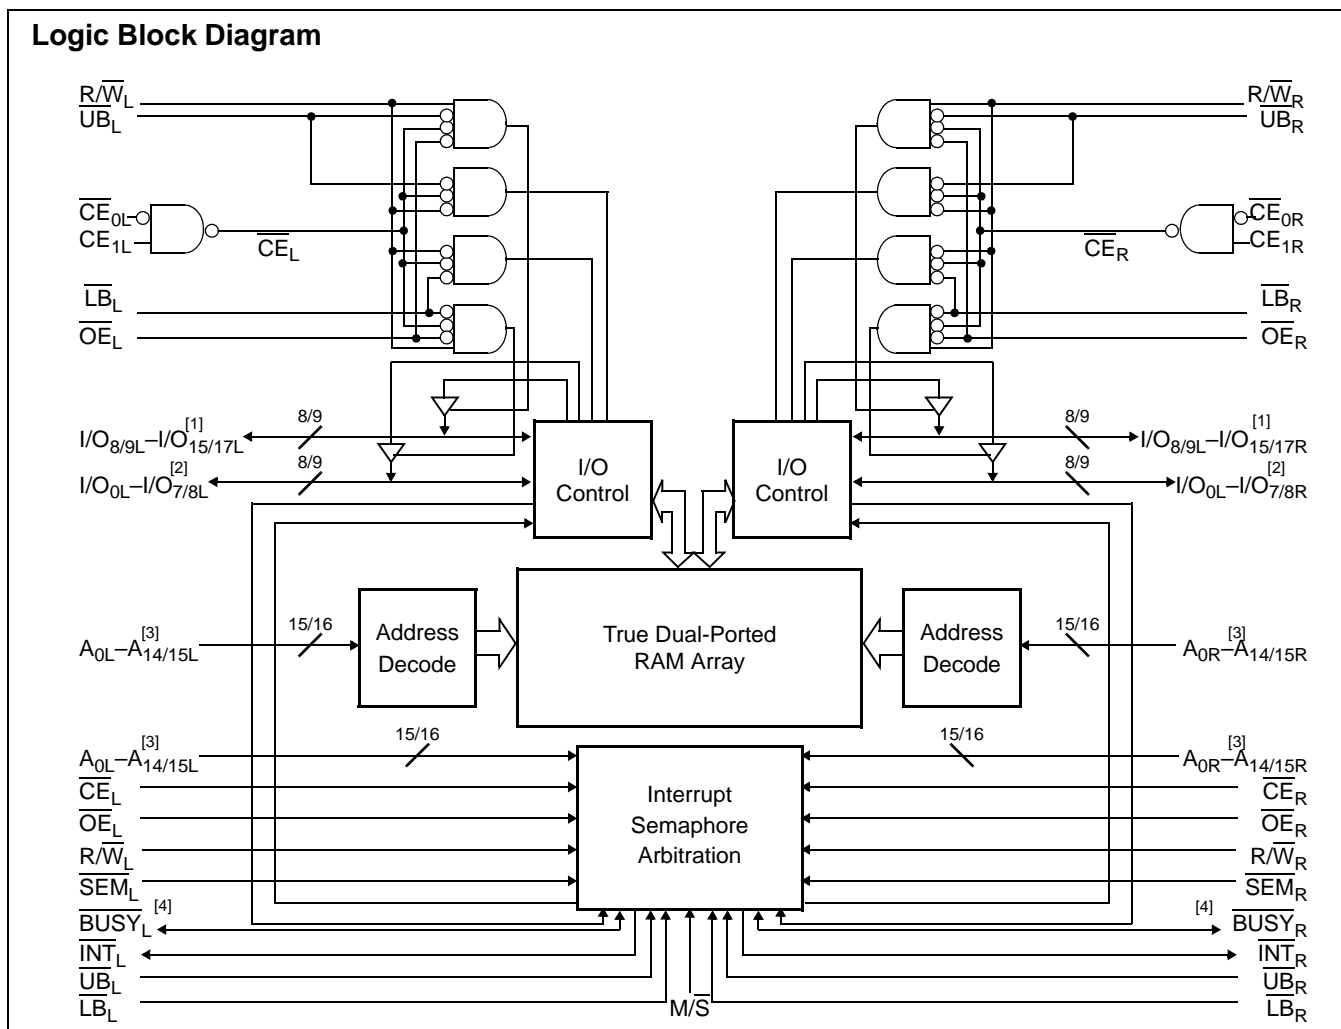 Logic Block Diagram
R/W̅L R/W̅R
U̅B̅L U̅B̅R
C̅E̅0L C̅E̅0R
CE1L C̅E̅L C̅E̅R CE1R
L̅B̅L L̅B̅R
O̅E̅L O̅E̅R
I/O8/9L–I/O15/17L[1] 8/9 8/9 I/O8/9L–I/O15/17R[1]
I/O0L–I/O7/8L[2] 8/9 8/9 I/O0L–I/O7/8R[2]
I/O
Control
I/O
Control
A0L–A14/15L[3] 15/16 15/16 A0R–A14/15R[3]
Address
Decode
True Dual-Ported
RAM Array
Address
Decode
A0L–A14/15L[3] 15/16 15/16 A0R–A14/15R[3]
C̅E̅L C̅E̅R
O̅E̅L O̅E̅R
R/W̅L R/W̅R
S̅E̅M̅L S̅E̅M̅R
Interrupt
Semaphore
Arbitration
B̅U̅S̅Y̅L[4] [4] B̅U̅S̅Y̅R
I̅N̅T̅L I̅N̅T̅R
U̅B̅L U̅B̅R
L̅B̅L M/S̅ L̅B̅R